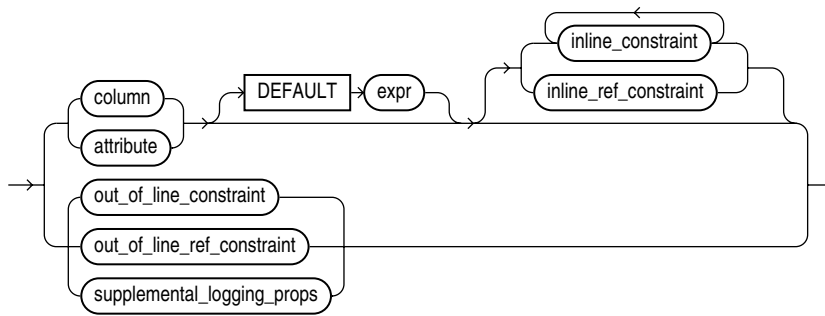 inline_constraint
inline_ref_constraint
column
attribute
DEFAULT expr
out_of_line_constraint
out_of_line_ref_constraint
supplemental_logging_props